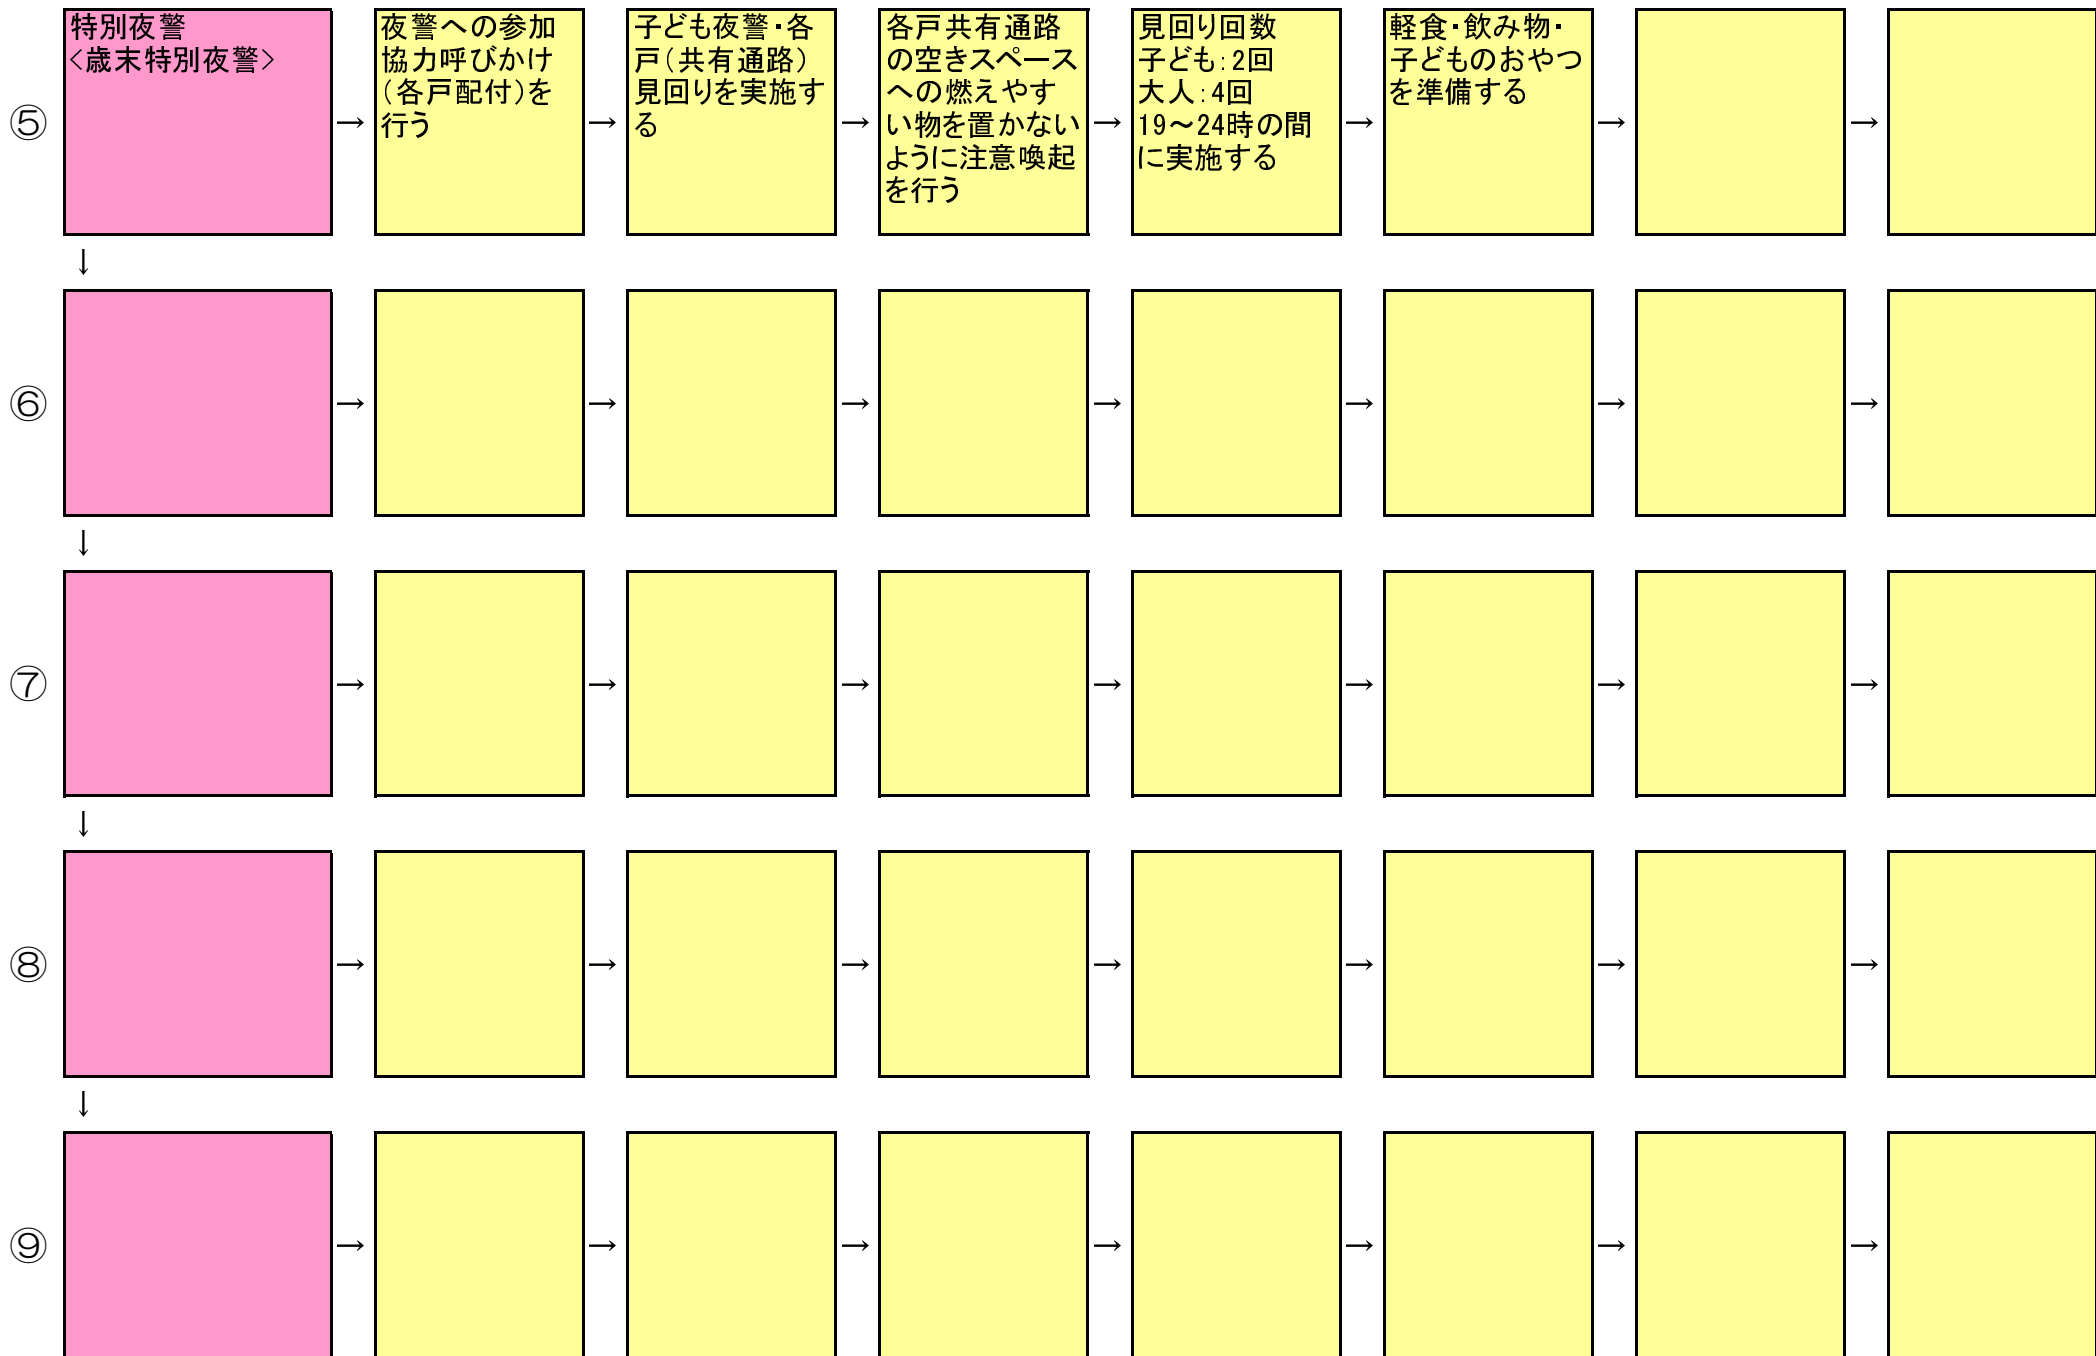 ⑤
特別夜警
<歳末特別夜警>
→
夜警への参加
協力呼びかけ
(各戸配付)を
行う
→
子ども夜警・各
戸(共有通路)
見回りを実施す
る
→
各戸共有通路
の空きスペース
への燃えやす
い物を置かない
ように注意喚起
を行う
→
見回り回数
子ども:2回
大人:4回
19～24時の間
に実施する
→
軽食・飲み物・
子どものおやつ
を準備する
→
→
↓
⑥
→ → → → → → →
↓
⑦
→ → → → → → →
↓
⑧
→ → → → → → →
↓
⑨
→ → → → → → →